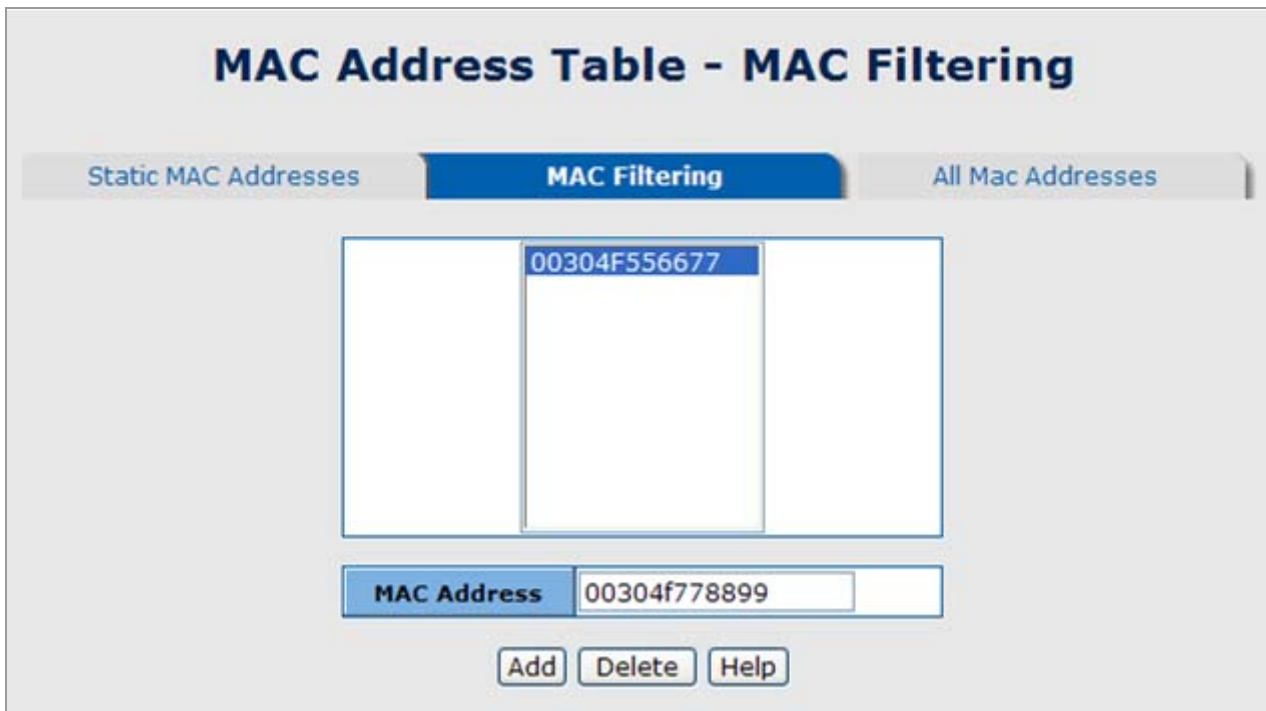 MAC Address Table - MAC Filtering
Static MAC Addresses MAC Filtering All Mac Addresses
00304F556677
MAC Address 00304f778899
Add Delete Help